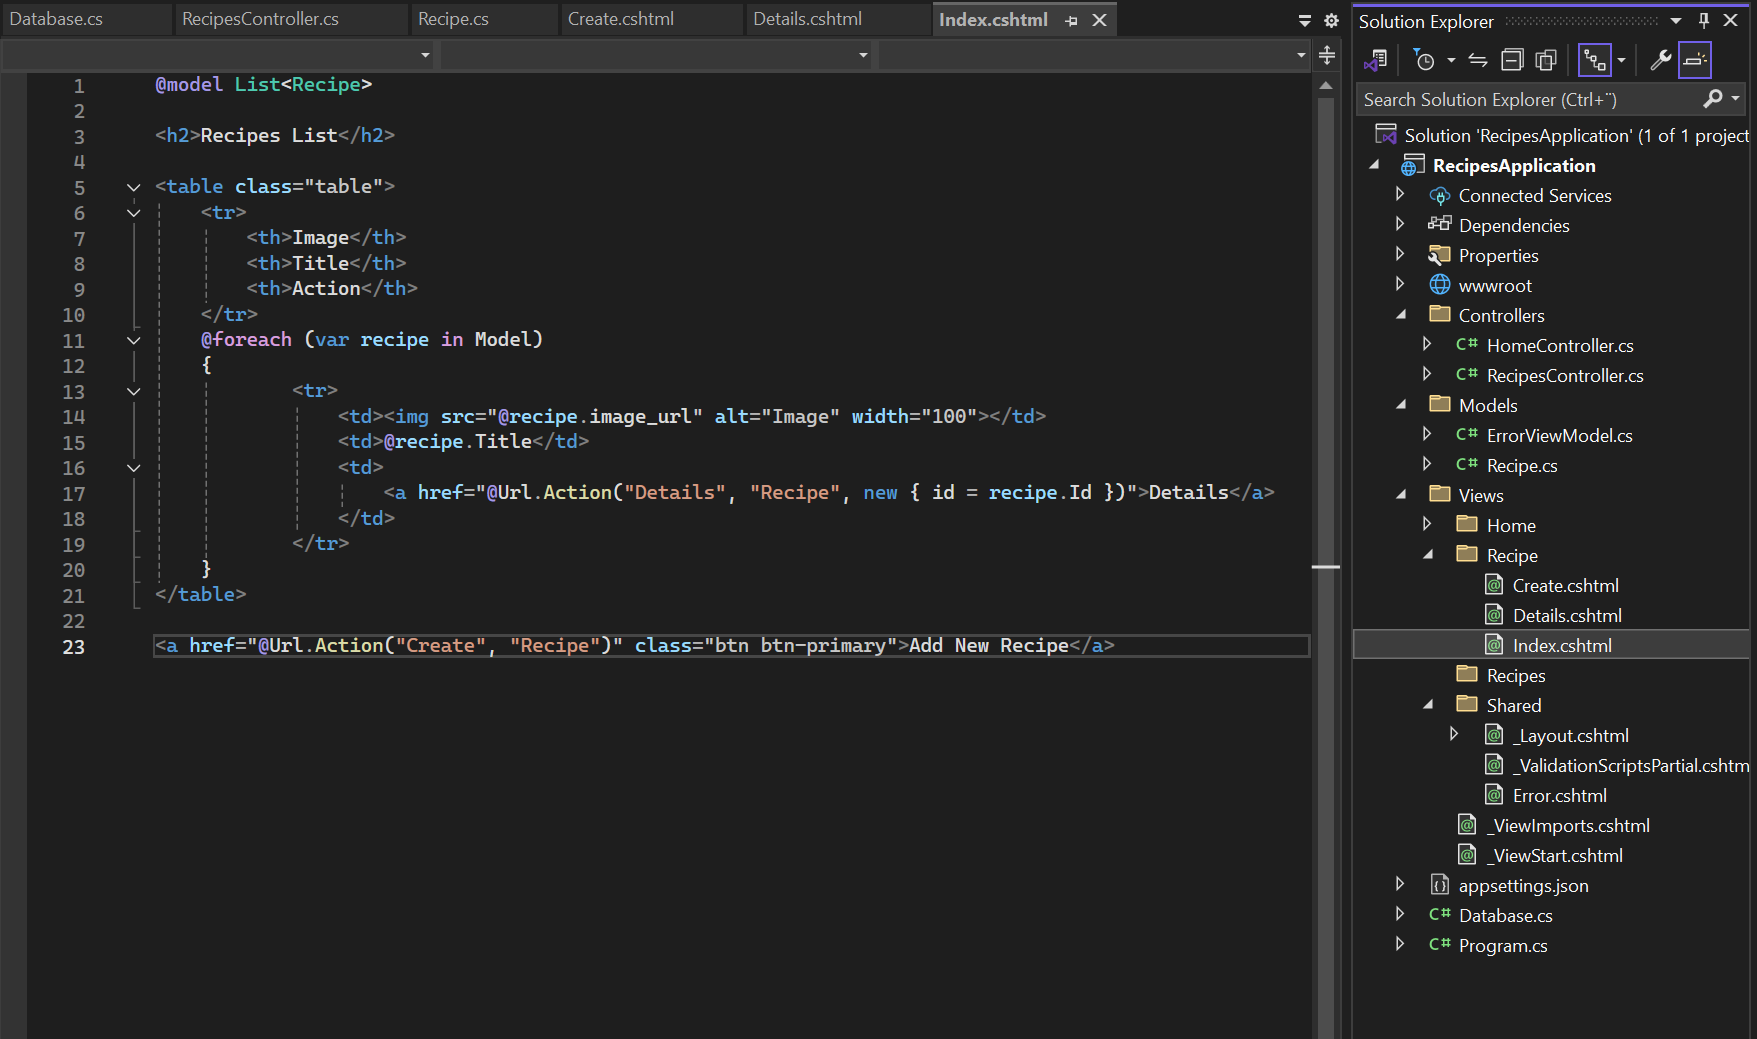 Database.cs RecipesController.cs Recipe.cs Create.cshtml Details.cshtml Index.cshtml
1 @model List<Recipe>
2
3 <h2>Recipes List</h2>
4
5 <table class="table">
6 <tr>
7 <th>Image</th>
8 <th>Title</th>
9 <th>Action</th>
10 </tr>
11 @foreach (var recipe in Model)
12 {
13 <tr>
14 <td><img src="@recipe.image_url" alt="Image" width="100"></td>
15 <td>@recipe.Title</td>
16 <td>
17 <a href="@Url.Action("Details", "Recipe", new { id = recipe.Id })">Details</a>
18 </td>
19 </tr>
20 }
21 </table>
22
23 <a href="@Url.Action("Create", "Recipe")" class="btn btn-primary">Add New Recipe</a>
Solution Explorer
Search Solution Explorer (Ctrl+¨)
Solution 'RecipesApplication' (1 of 1 project
RecipesApplication
Connected Services
Dependencies
Properties
wwwroot
Controllers
C# HomeController.cs
C# RecipesController.cs
Models
C# ErrorViewModel.cs
C# Recipe.cs
Views
Home
Recipe
Create.cshtml
Details.cshtml
Index.cshtml
Recipes
Shared
_Layout.cshtml
_ValidationScriptsPartial.cshtm
Error.cshtml
_ViewImports.cshtml
_ViewStart.cshtml
appsettings.json
C# Database.cs
C# Program.cs